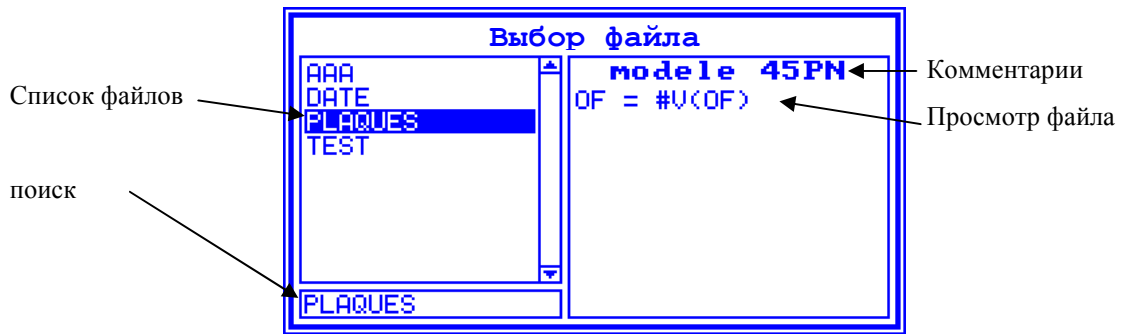 Выбор файла
Список файлов
поиск
AAA
DATE
PLAQUES
TEST
PLAQUES
modele 45PN
OF = #V(OF)
Комментарии
Просмотр файла